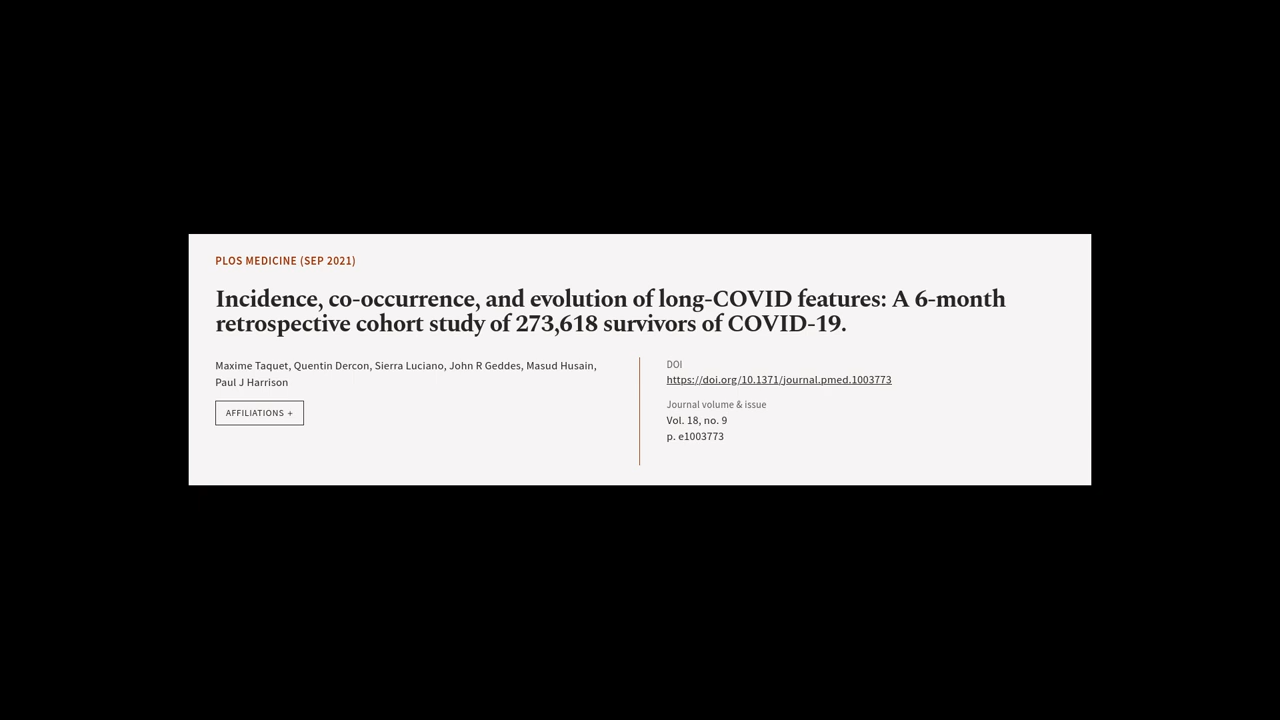 PLOS MEDICINE (SEP 2021)
Incidence, co-occurrence, and evolution of long-COVID features: A 6-month
retrospective cohort study of 273,618 survivors of COVID-19.
Maxime Taquet, Quentin Dercon, Sierra Luciano, John R Geddes, Masud Husain,
Paul J Harrison
AFFILIATIONS +
DOI
https://doi.org/10.1371/journal.pmed.1003773
Journal volume & issue
Vol. 18, no. 9
p. e1003773